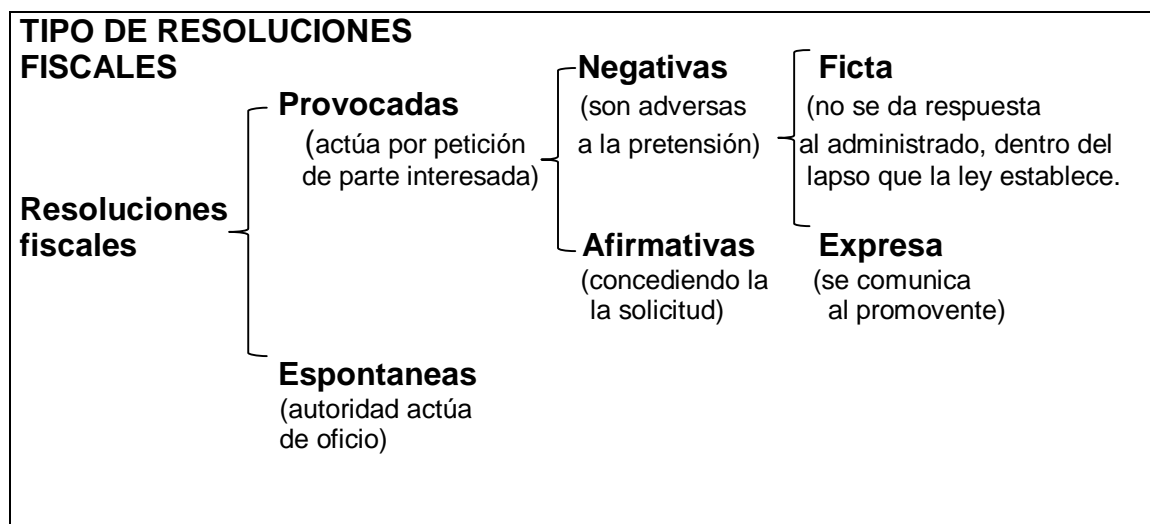 TIPO DE RESOLUCIONES
FISCALES
Resoluciones
fiscales
Provocadas
(actúa por petición
de parte interesada)
Negativas
(son adversas
a la pretensión)
Ficta
(no se da respuesta
al administrado, dentro del
lapso que la ley establece.
Expresa
(se comunica
al promovente)
Afirmativas
(concediendo la
la solicitud)
Espontaneas
(autoridad actúa
de oficio)